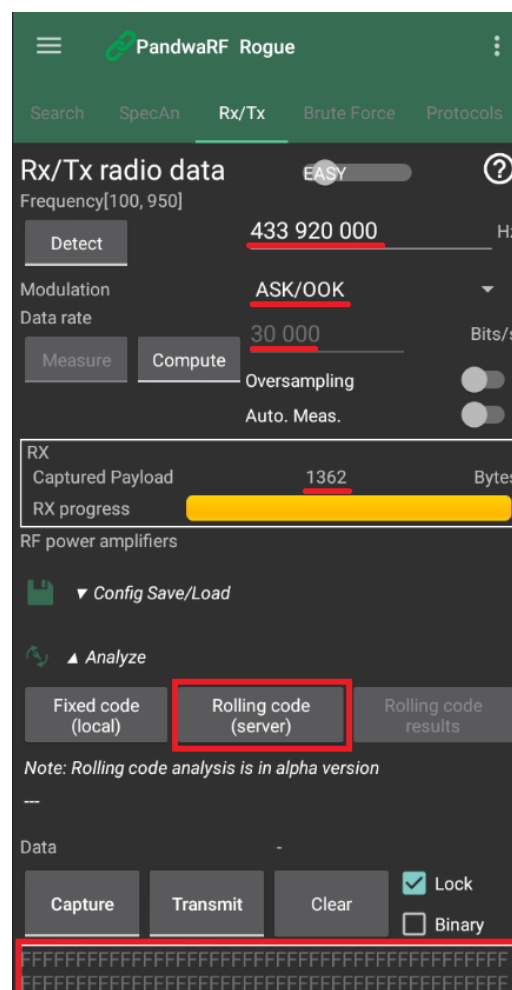 PandwaRF Rogue
Search SpecAn Rx/Tx Brute Force Protocols
Rx/Tx radio data EASY ?
Frequency[100, 950]
Detect 433 920 000
Modulation ASK/OOK
Data rate 30 000 Bits/s
Measure Compute
Oversampling
Auto. Meas.
RX
Captured Payload 1362 Bytes
RX progress
RF power amplifiers
▼ Config Save/Load
▲ Analyze
Fixed code (local) Rolling code (server) Rolling code results
Note: Rolling code analysis is in alpha version
---
Data -
Capture Transmit Clear Lock
Binary